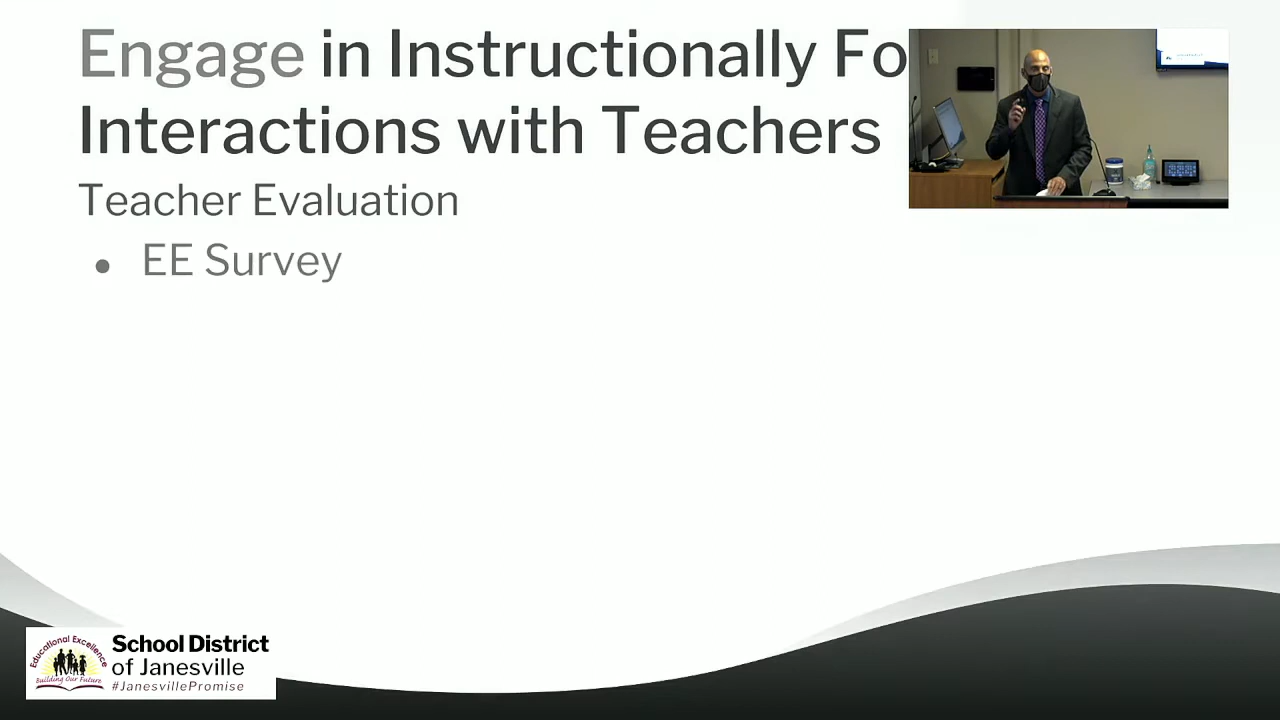 Engage in Instructionally Fo
Interactions with Teachers
Teacher Evaluation
• EE Survey
Educational Excellence
Building Our Future
School District
of Janesville
#JanesvillePromise